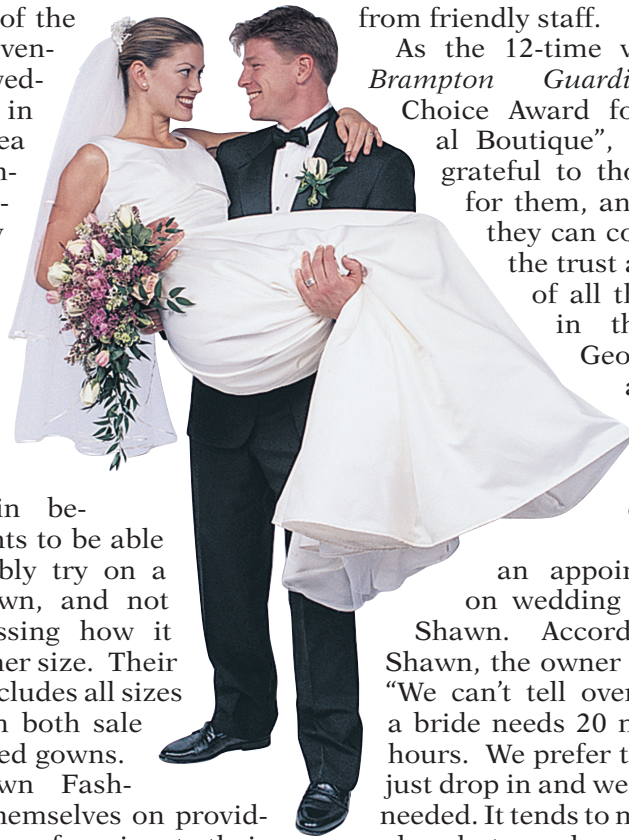 of the
ven-
wed-
in
ea
n-
-
y
in be-
nts to be able
bly try on a
wn, and not
ssing how it
her size. Their
cludes all sizes
n both sale
ed gowns.
wn Fash-
hemselves on provid-
from friendly staff.
As the 12-time v
Brampton Guardi
Choice Award fo
al Boutique”,
grateful to tho
for them, an
they can co
the trust a
of all th
in th
Geo
a
an appoin
on wedding
Shawn. Accord
Shawn, the owner
“We can’t tell over
a bride needs 20 m
hours. We prefer t
just drop in and we
needed. It tends to m